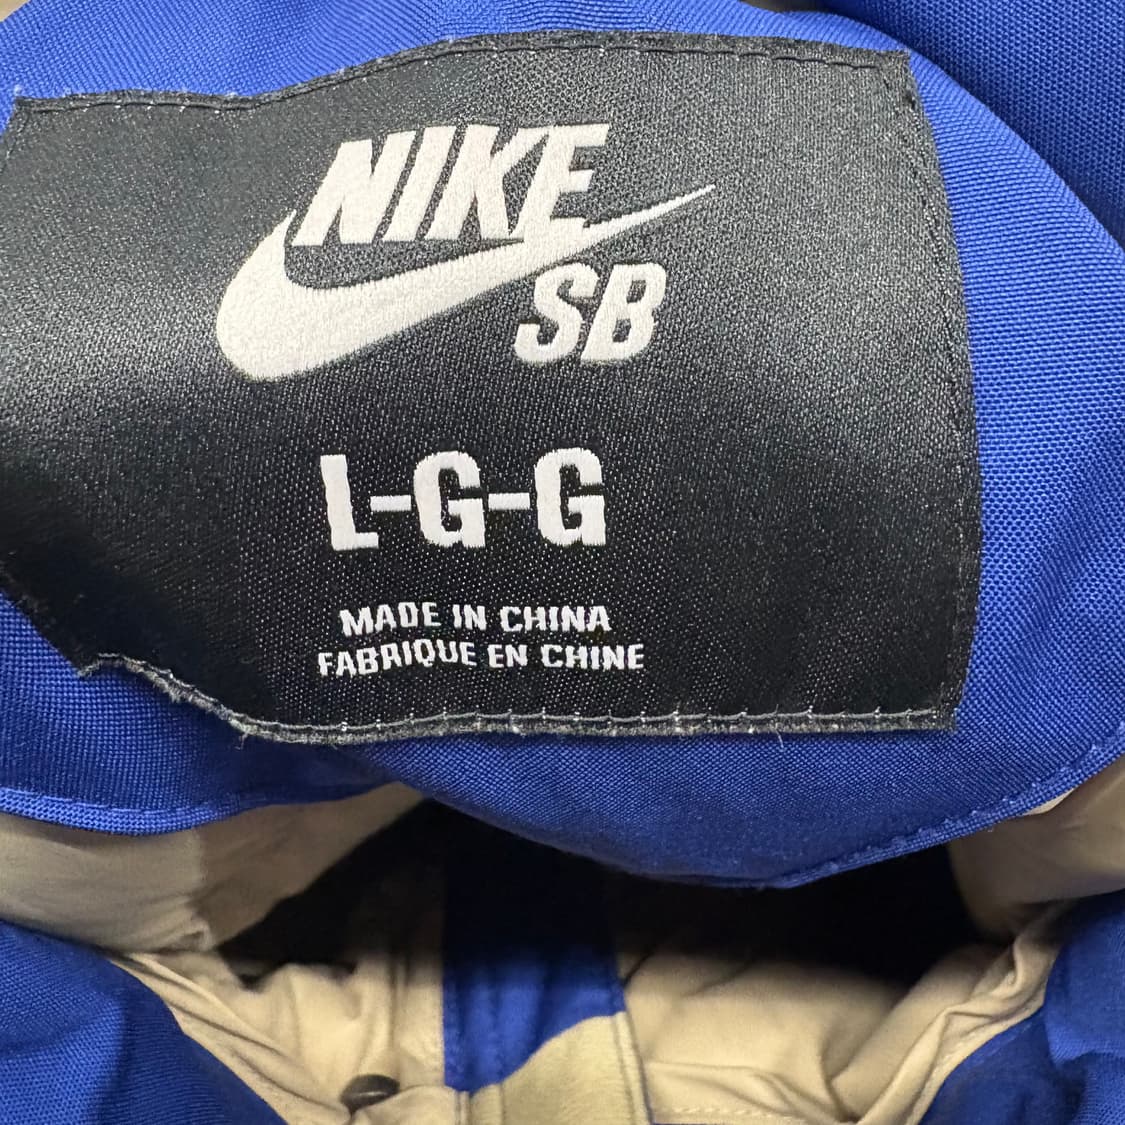 NIKE
SB
L-G-G
MADE IN CHINA
FABRIQUE EN CHINE